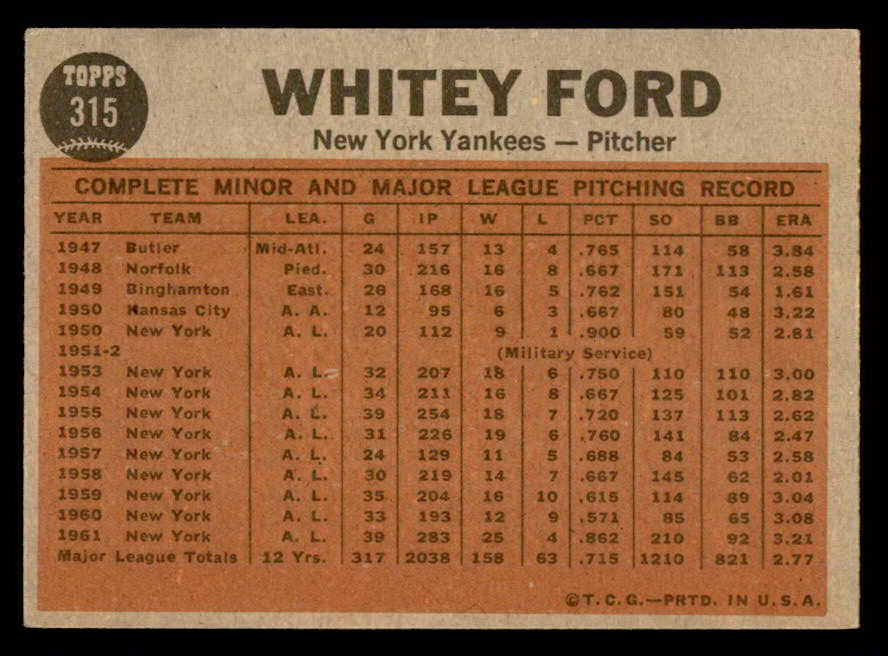 TOPPS
315
WHITEY FORD
New York Yankees — Pitcher
COMPLETE MINOR AND MAJOR LEAGUE PITCHING RECORD
YEAR TEAM LEA. G IP W L PCT SO BB ERA
1947 Butler Mid-Atl. 24 157 13 4 .765 114 58 3.84
1948 Norfolk Pied. 30 216 16 8 .667 171 113 2.58
1949 Binghamton East. 26 168 16 5 .762 151 54 1.61
1950 Kansas City A. A. 12 95 6 3 .667 80 48 3.22
1950 New York A. L. 20 112 9 1 .900 59 52 2.81
1951-2 (Military Service)
1953 New York A. L. 32 207 18 6 .750 110 110 3.00
1954 New York A. L. 34 211 16 8 .667 125 101 2.82
1955 New York A. L. 39 254 18 7 .720 137 113 2.62
1956 New York A. L. 31 226 19 6 .760 141 84 2.47
1957 New York A. L. 24 129 11 5 .688 84 53 2.58
1958 New York A. L. 30 219 14 7 .667 145 62 2.01
1959 New York A. L. 35 204 16 10 .615 114 89 3.04
1960 New York A. L. 33 193 12 9 .571 85 65 3.08
1961 New York A. L. 39 283 25 4 .862 210 92 3.21
Major League Totals 12 Yrs. 317 2038 158 63 .715 1210 821 2.77
©T.C.G.—PRTD. IN U.S.A.